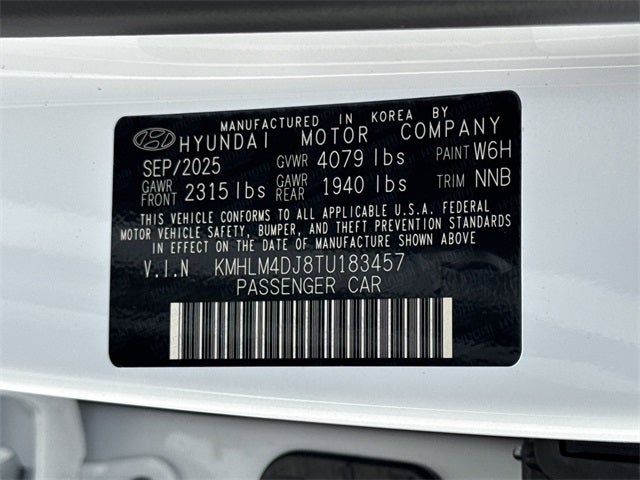 MANUFACTURED IN KOREA BY
HYUNDAI MOTOR COMPANY
SEP/2025 GVWR 4079 lbs PAINT W6H
GAWR FRONT 2315 lbs GAWR REAR 1940 lbs TRIM NNB
THIS VEHICLE CONFORMS TO ALL APPLICABLE U.S.A. FEDERAL
MOTOR VEHICLE SAFETY, BUMPER, AND THEFT PREVENTION STANDARDS
IN EFFECT ON THE DATE OF MANUFACTURE SHOWN ABOVE
V.I.N KMHLM4DJ8TU183457
PASSENGER CAR